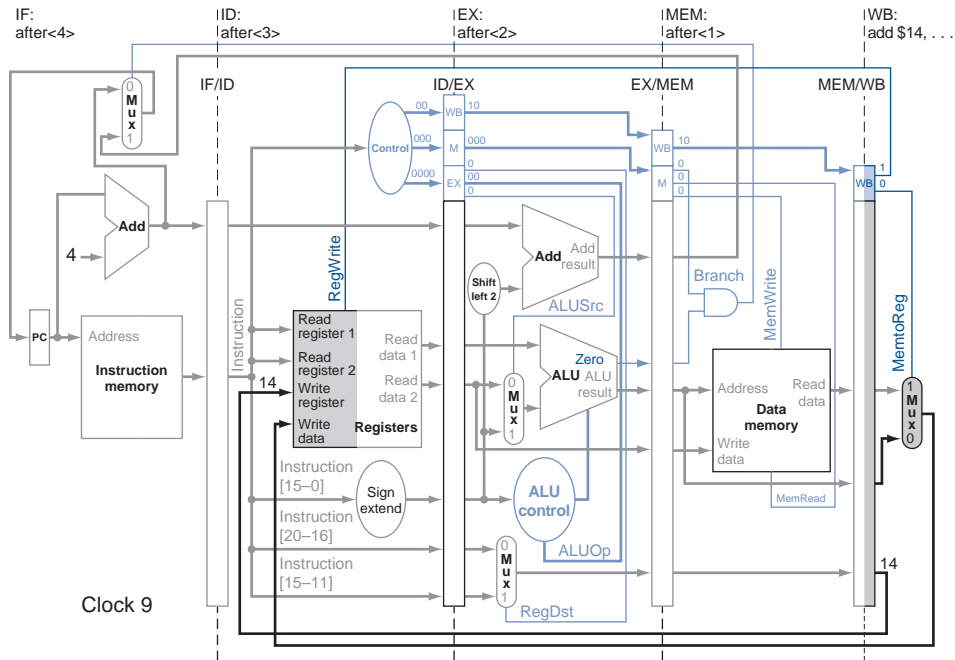 IF:
after<4>
ID:
after<3>
EX:
after<2>
MEM:
after<1>
WB:
add $14, . . .
IF/ID
ID/EX
EX/MEM
MEM/WB
0
Mux
1
Control
00
000
0000
WB
M
EX
10
000
00
0
WB
M
10
0
0
0
WB
1
0
Add
4
RegWrite
Add
Add
result
Shift
left 2
ALUSrc
Branch
MemWrite
MemtoReg
PC
Address
Instruction
memory
Instruction
Read
register 1
Read
register 2
Write
register
Write
data
Registers
Read
data 1
Read
data 2
14
0
Mux
1
Zero
ALU
ALU
result
Address
Read
data
Data
memory
Write
data
MemRead
1
Mux
0
Instruction
[15–0]
Sign
extend
ALU
control
Instruction
[20–16]
ALUOp
Instruction
[15–11]
0
Mux
1
RegDst
14
Clock 9